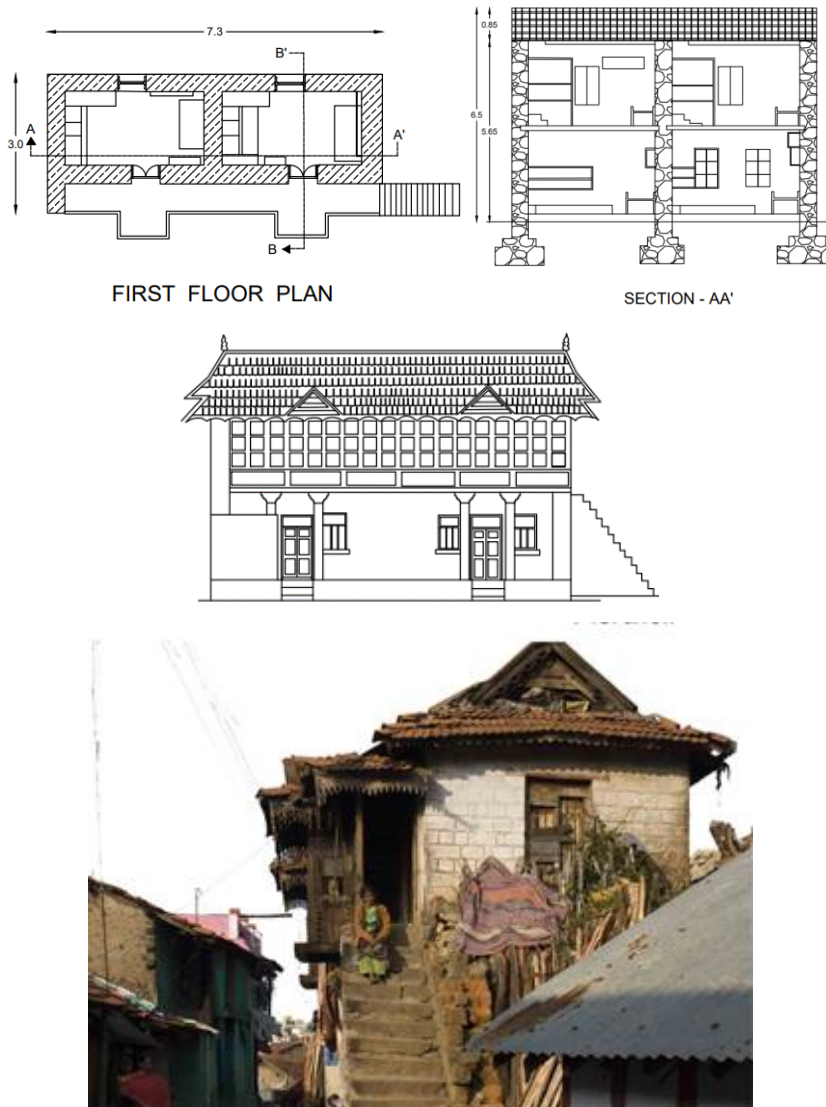 7.3
B'
A
A'
3.0
B
FIRST FLOOR PLAN
0.85
6.5
5.65
SECTION - AA'